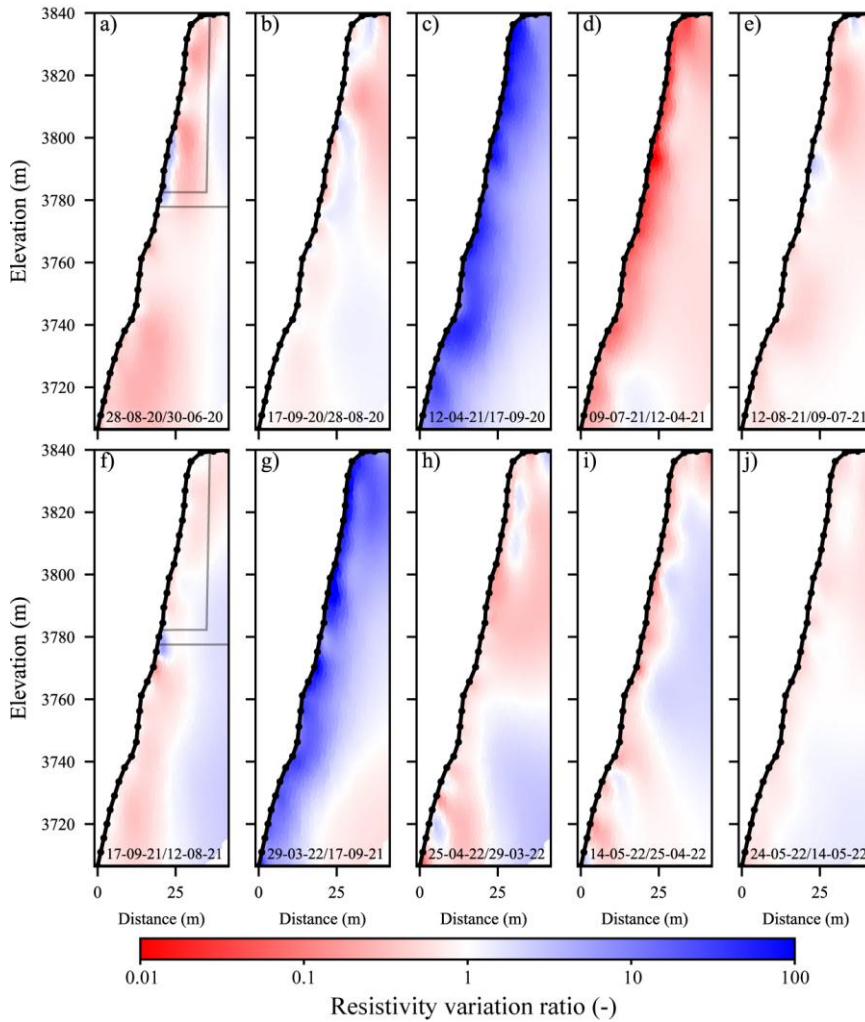 a) b) c) d) e)
3840
3820
3800
3780
3760
3740
3720
Elevation (m)
28-08-20/30-06-20 17-09-20/28-08-20 12-04-21/17-09-20 09-07-21/12-04-21 12-08-21/09-07-21
f) g) h) i) j)
3840
3820
3800
3780
3760
3740
3720
Elevation (m)
17-09-21/12-08-21 29-03-22/17-09-21 25-04-22/29-03-22 14-05-22/25-04-22 24-05-22/14-05-22
0 25 0 25 0 25 0 25 0 25
Distance (m) Distance (m) Distance (m) Distance (m) Distance (m)
0.01 0.1 1 10 100
Resistivity variation ratio (-)